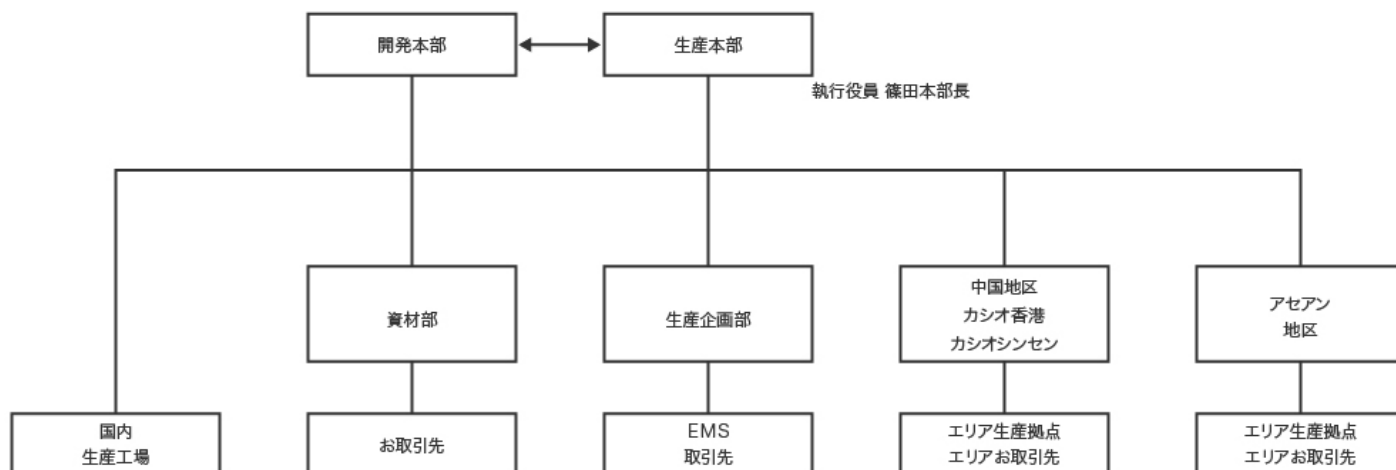 開発本部
生産本部
執行役員 篠田本部長
資材部
生産企画部
中国地区
カシオ香港
カシオシンセン
アセアン
地区
国内
生産工場
お取引先
EMS
取引先
エリア生産拠点
エリアお取引先
エリア生産拠点
エリアお取引先